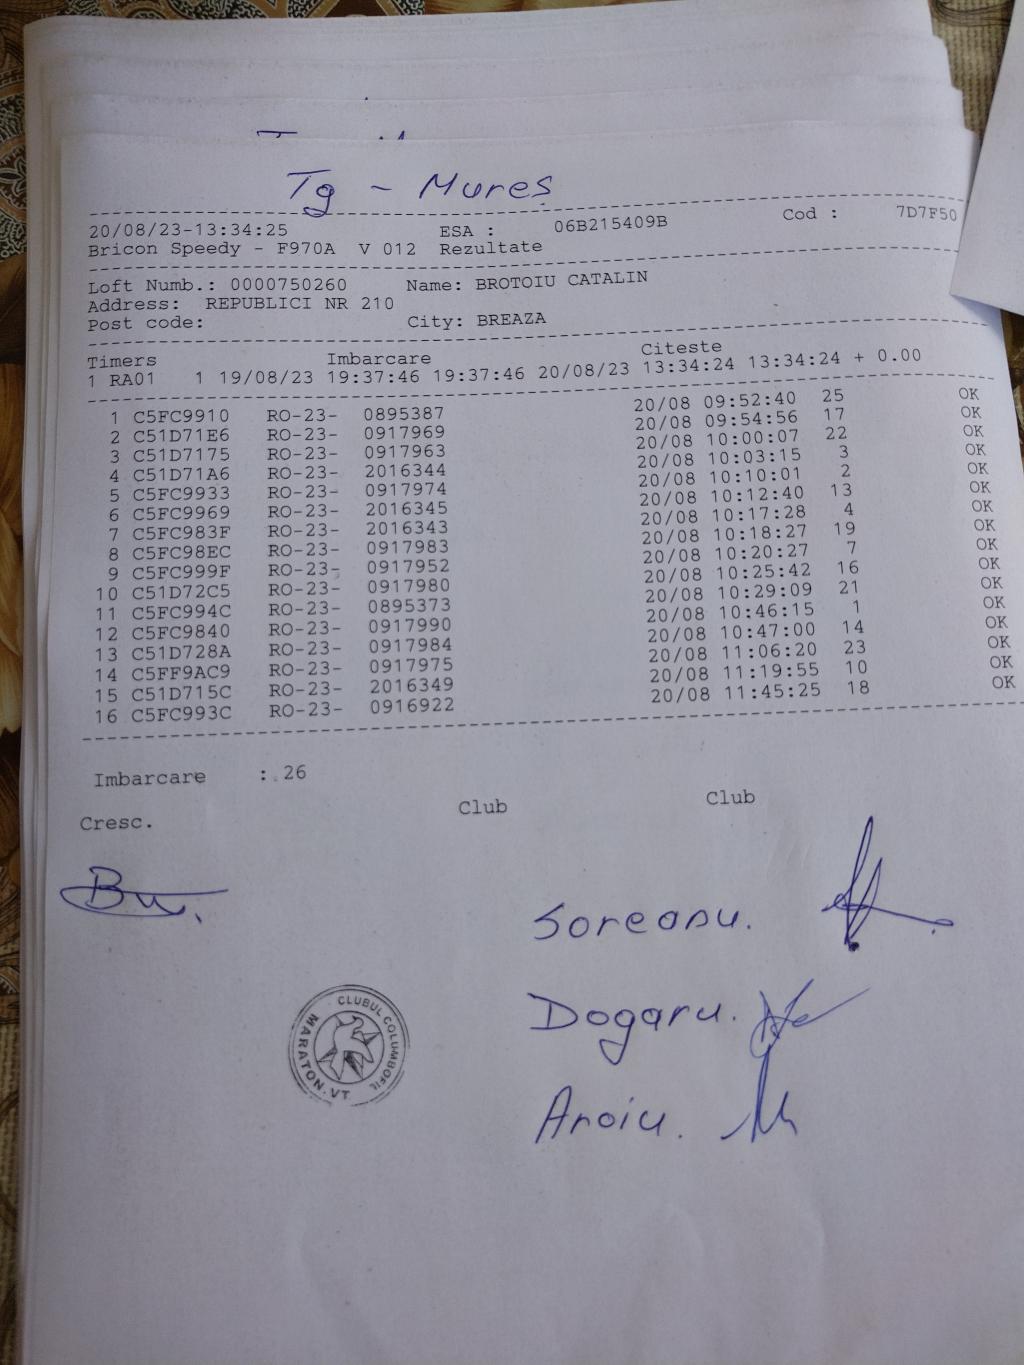 Tg - Mureș
20/08/23-13:34:25 ESA : 06B215409B Cod : 7D7F50
Bricon Speedy - F970A V 012 Rezultate
Loft Numb.: 0000750260 Name: BROTOIU CATALIN
Address: REPUBLICI NR 210
Post code: City: BREAZA
Timers Imbarcare Citeste
1 RA01 1 19/08/23 19:37:46 19:37:46 20/08/23 13:34:24 13:34:24 + 0.00
1 C5FC9910 RO-23- 0895387 20/08 09:52:40 25 OK
2 C51D71E6 RO-23- 0917969 20/08 09:54:56 17 OK
3 C51D7175 RO-23- 0917963 20/08 10:00:07 22 OK
4 C51D71A6 RO-23- 2016344 20/08 10:03:15 3 OK
5 C5FC9933 RO-23- 0917974 20/08 10:10:01 2 OK
6 C5FC9969 RO-23- 2016345 20/08 10:12:40 13 OK
7 C5FC983F RO-23- 2016343 20/08 10:17:28 4 OK
8 C5FC98EC RO-23- 0917983 20/08 10:18:27 19 OK
9 C5FC999F RO-23- 0917952 20/08 10:20:27 7 OK
10 C51D72C5 RO-23- 0917980 20/08 10:25:42 16 OK
11 C5FC994C RO-23- 0895373 20/08 10:29:09 21 OK
12 C5FC9840 RO-23- 0917990 20/08 10:46:15 1 OK
13 C51D728A RO-23- 0917984 20/08 10:47:00 14 OK
14 C5FF9AC9 RO-23- 0917975 20/08 11:06:20 23 OK
15 C51D715C RO-23- 2016349 20/08 11:19:55 10 OK
16 C5FC993C RO-23- 0916922 20/08 11:45:25 18 OK
Imbarcare : 26
Cresc. Club Club
Soreanu.
Dogaru.
Aroiu.
CLUBUL COLUMBOFIL
MARATON.VT